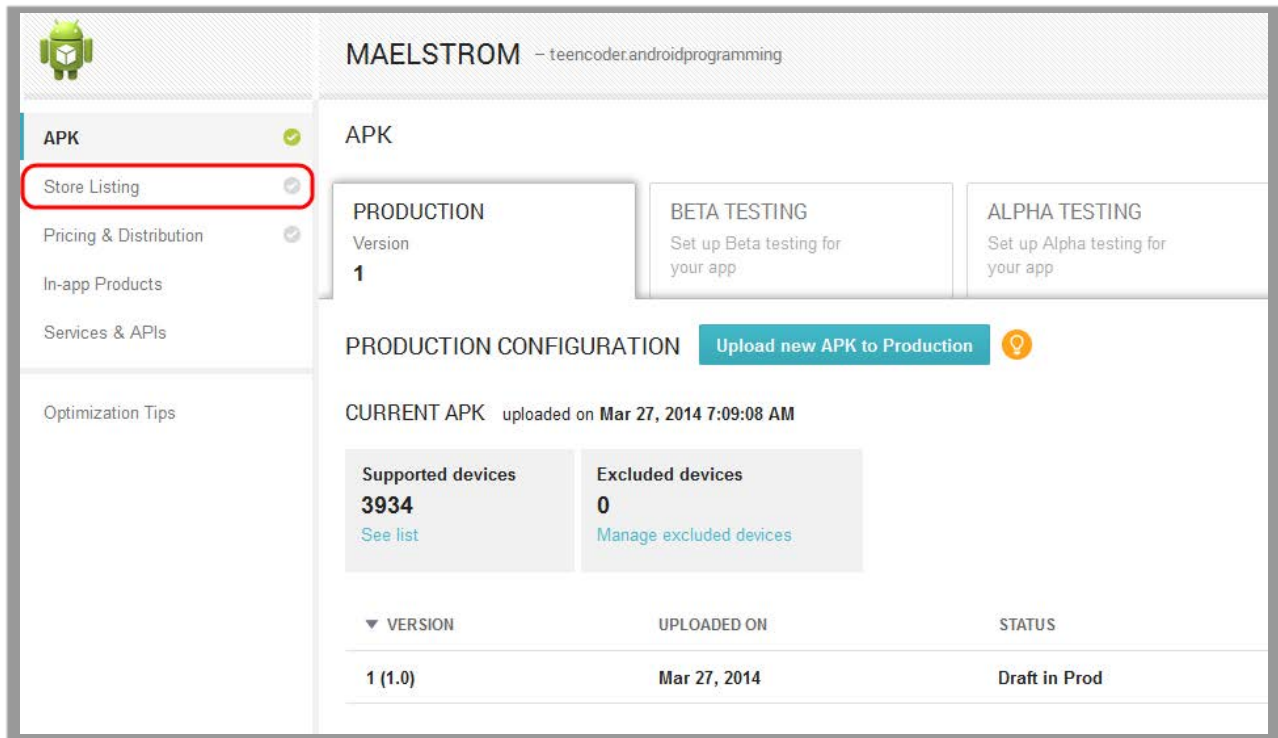 MAELSTROM – teencoder.androidprogramming
APK
Store Listing
Pricing & Distribution
In-app Products
Services & APIs
Optimization Tips
APK
PRODUCTION
Version
1
BETA TESTING
Set up Beta testing for
your app
ALPHA TESTING
Set up Alpha testing for
your app
PRODUCTION CONFIGURATION Upload new APK to Production
CURRENT APK uploaded on Mar 27, 2014 7:09:08 AM
Supported devices
3934
See list
Excluded devices
0
Manage excluded devices
VERSION UPLOADED ON STATUS
1 (1.0) Mar 27, 2014 Draft in Prod